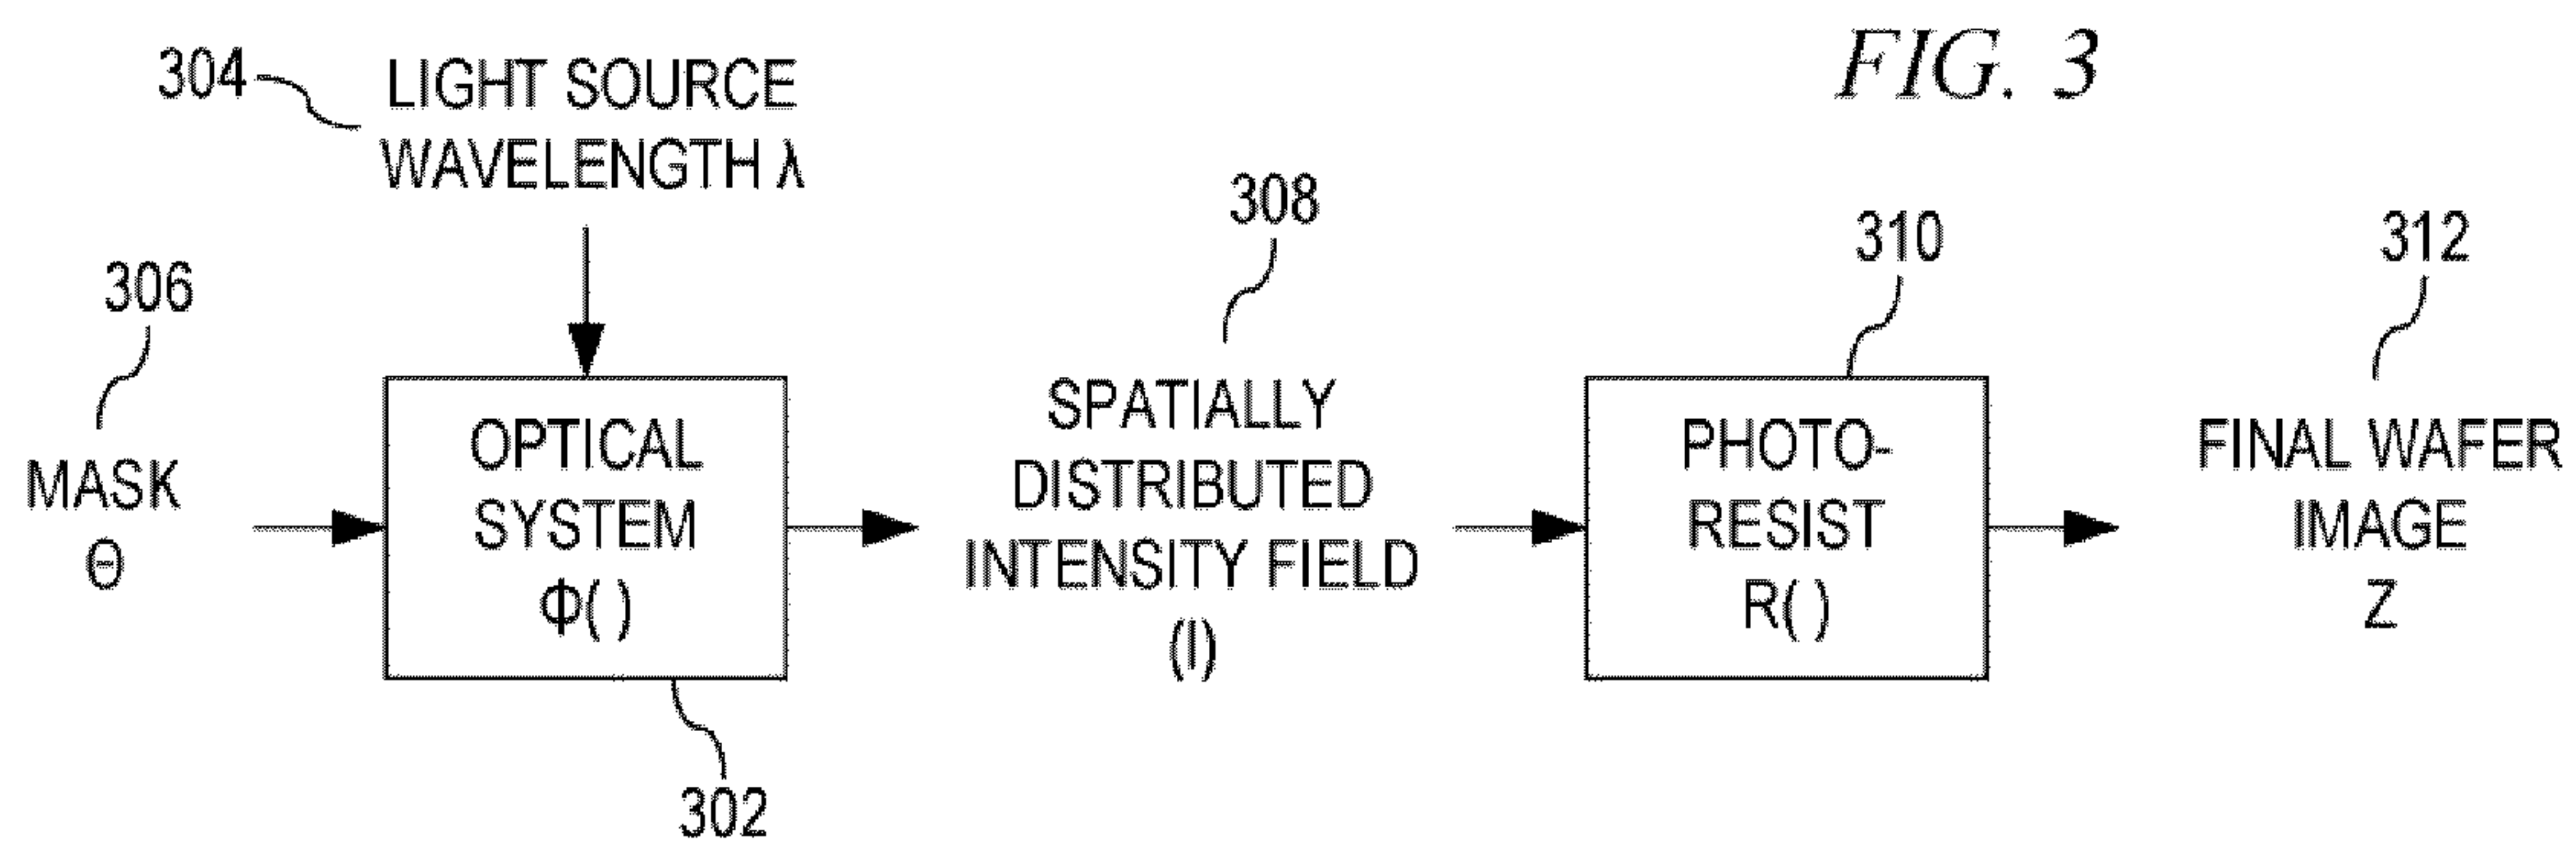 FIG. 3
304
LIGHT SOURCE
WAVELENGTH λ
306
MASK
Θ
OPTICAL
SYSTEM
Φ( )
302
308
SPATIALLY
DISTRIBUTED
INTENSITY FIELD
(I)
310
PHOTO-
RESIST
R( )
312
FINAL WAFER
IMAGE
Z